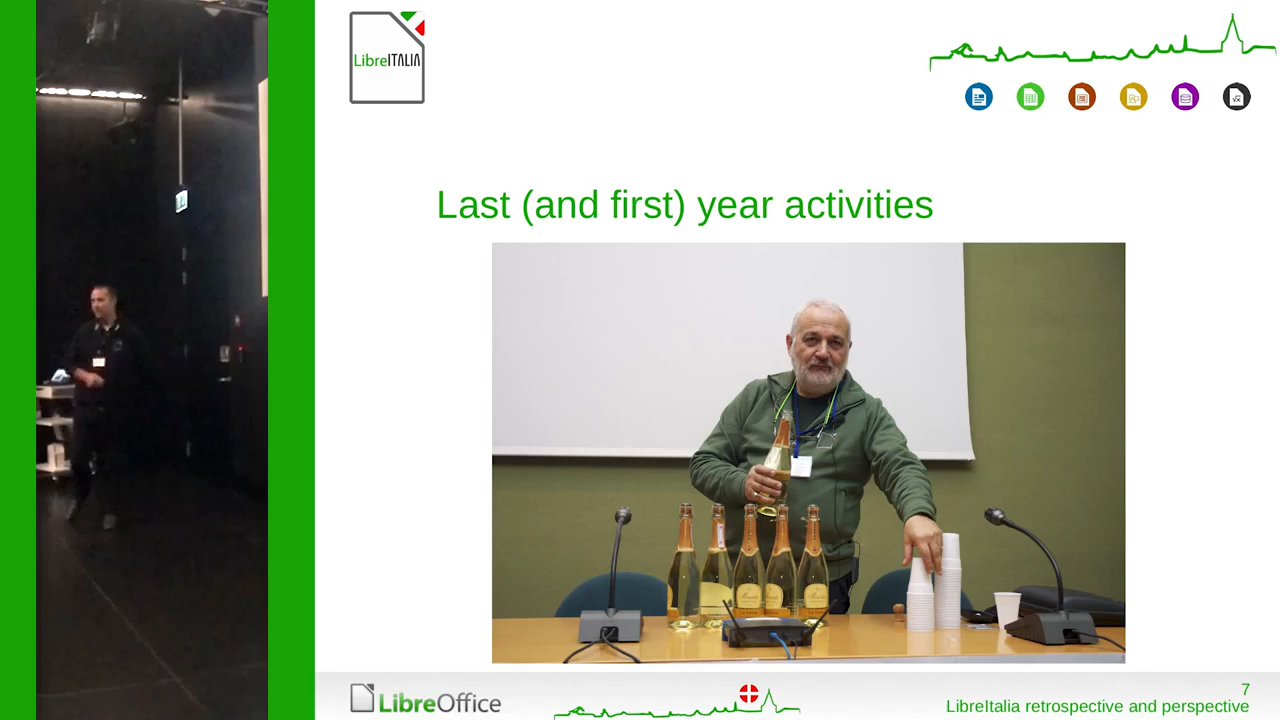 LibreITALIA
Last (and first) year activities
LibreOffice
7
LibreItalia retrospective and perspective